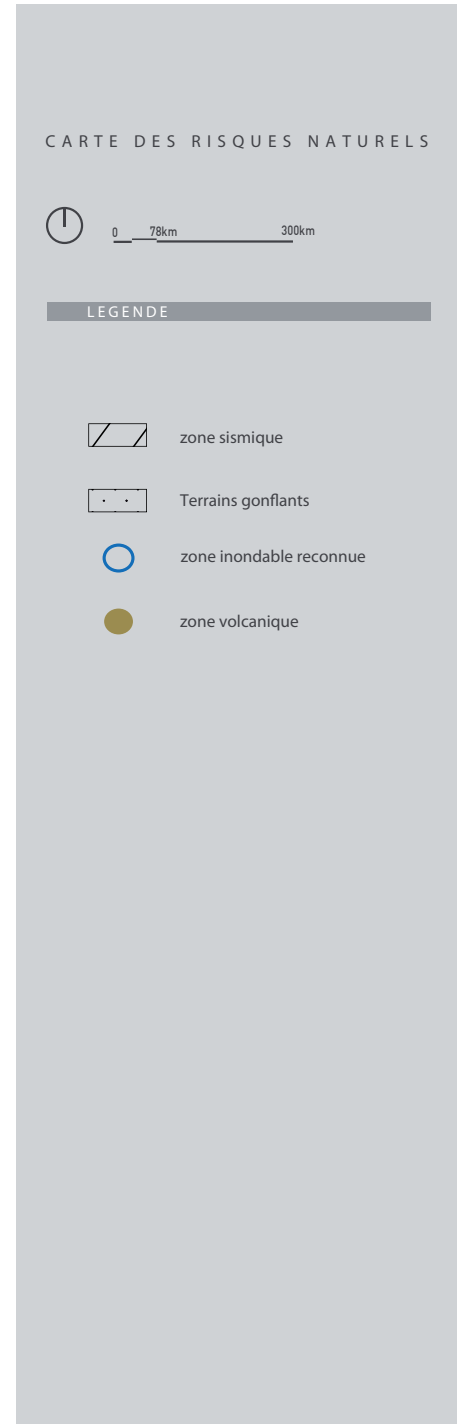 CARTE DES RISQUES NATURELS
0 78km 300km
LEGENDE
zone sismique
Terrains gonflants
zone inondable reconnue
zone volcanique